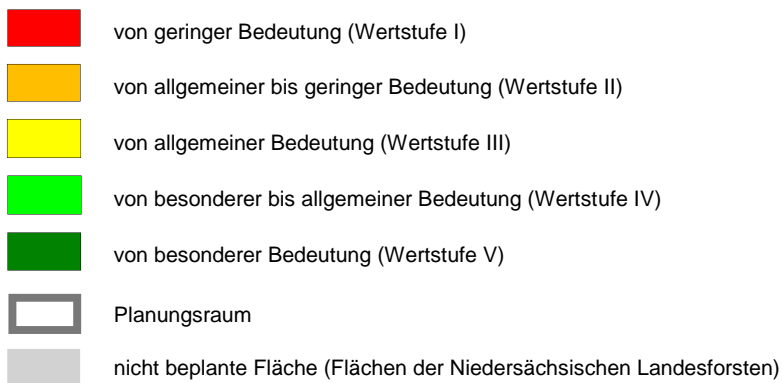 von geringer Bedeutung (Wertstufe I)
von allgemeiner bis geringer Bedeutung (Wertstufe II)
von allgemeiner Bedeutung (Wertstufe III)
von besonderer bis allgemeiner Bedeutung (Wertstufe IV)
von besonderer Bedeutung (Wertstufe V)
Planungsraum
nicht beplante Fläche (Flächen der Niedersächsischen Landesforsten)